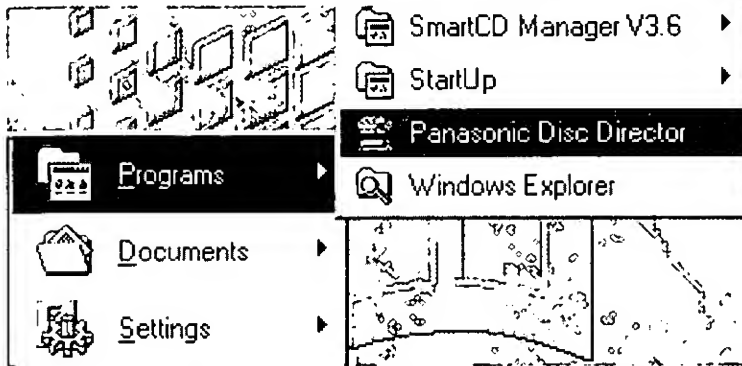 SmartCD Manager V3.6
StartUp
Panasonic Disc Director
Windows Explorer
Programs
Documents
Settings